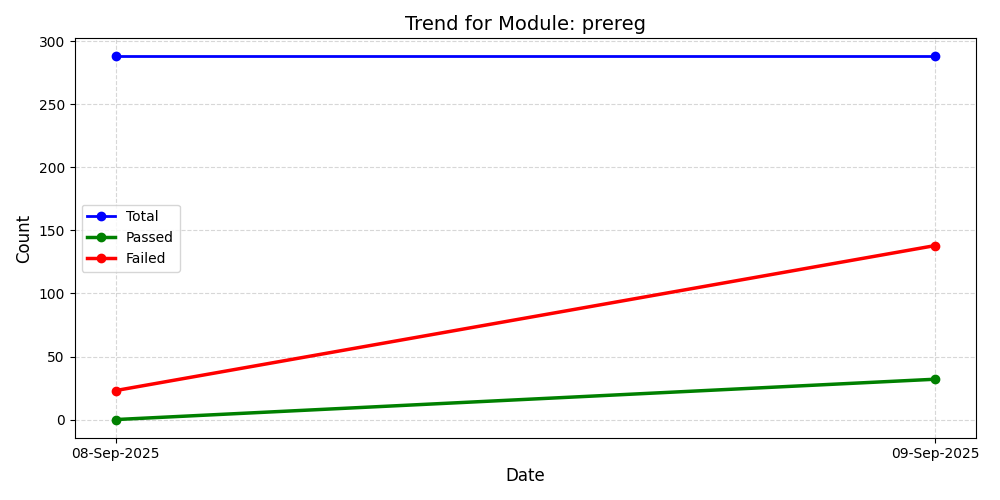 Trend for Module: prereg
300
250
200
150
100
50
0
Count
Total
Passed
Failed
08-Sep-2025
09-Sep-2025
Date